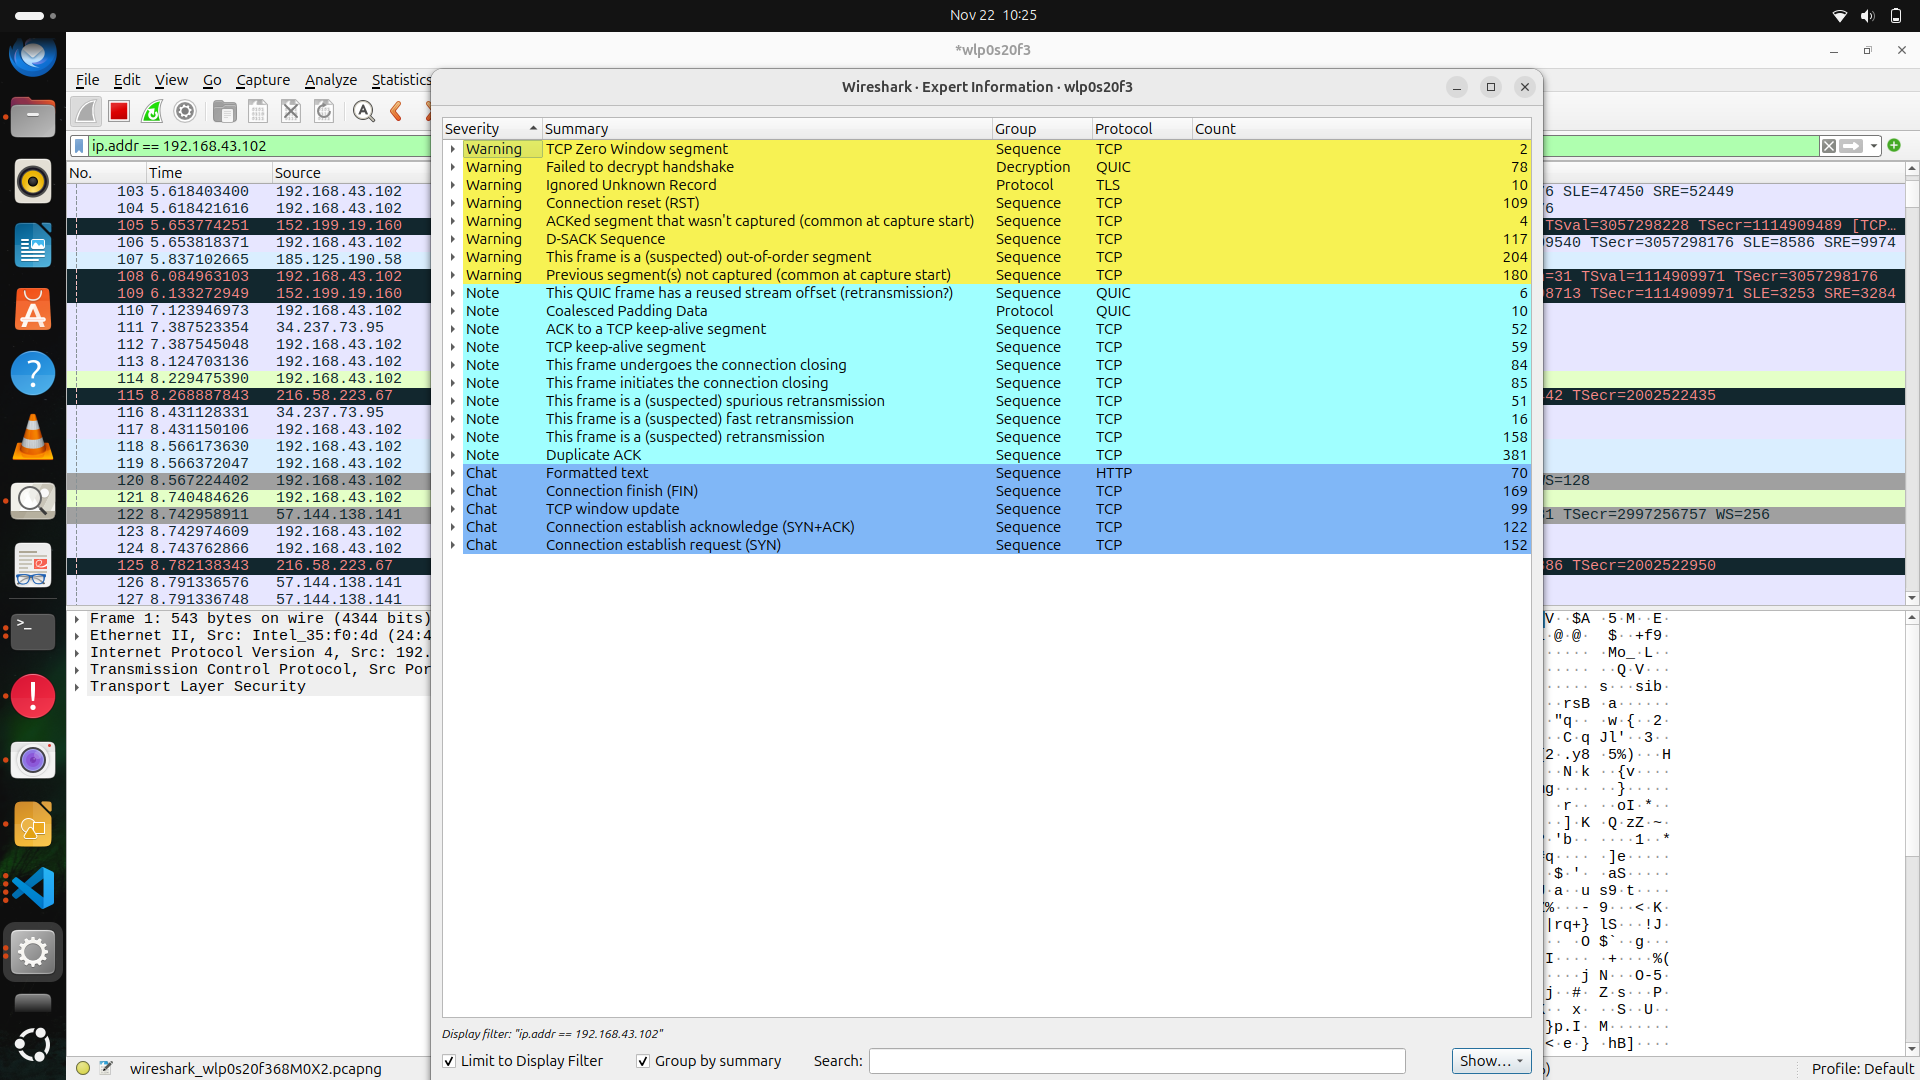 Nov 22 10:25
*wlp0s20f3
File Edit View Go Capture Analyze Statistics
Wireshark · Expert Information · wlp0s20f3
ip.addr == 192.168.43.102
No. Time Source
103 5.618403400 192.168.43.102
104 5.618421616 192.168.43.102
105 5.653774251 152.199.19.160
106 5.653818371 192.168.43.102
107 5.837102665 185.125.190.58
108 6.084963103 192.168.43.102
109 6.133272949 152.199.19.160
110 7.123946973 192.168.43.102
111 7.387523354 34.237.73.95
112 7.387545048 192.168.43.102
113 8.124703136 192.168.43.102
114 8.229475390 192.168.43.102
115 8.268887843 216.58.223.67
116 8.431128331 34.237.73.95
117 8.431150106 192.168.43.102
118 8.566173630 192.168.43.102
119 8.566372047 192.168.43.102
120 8.567224402 192.168.43.102
121 8.740484626 192.168.43.102
122 8.742958911 57.144.138.141
123 8.742974609 192.168.43.102
124 8.743762866 192.168.43.102
125 8.782138343 216.58.223.67
126 8.791336576 57.144.138.141
127 8.791336748 57.144.138.141
Frame 1: 543 bytes on wire (4344 bits)
Ethernet II, Src: Intel_35:f0:4d (24:4
Internet Protocol Version 4, Src: 192.
Transmission Control Protocol, Src Por
Transport Layer Security
Severity Summary Group Protocol Count
Warning TCP Zero Window segment Sequence TCP 2
Warning Failed to decrypt handshake Decryption QUIC 78
Warning Ignored Unknown Record Protocol TLS 10
Warning Connection reset (RST) Sequence TCP 109
Warning ACKed segment that wasn't captured (common at capture start) Sequence TCP 4
Warning D-SACK Sequence Sequence TCP 117
Warning This frame is a (suspected) out-of-order segment Sequence TCP 204
Warning Previous segment(s) not captured (common at capture start) Sequence TCP 180
Note This QUIC frame has a reused stream offset (retransmission?) Sequence QUIC 6
Note Coalesced Padding Data Protocol QUIC 10
Note ACK to a TCP keep-alive segment Sequence TCP 52
Note TCP keep-alive segment Sequence TCP 59
Note This frame undergoes the connection closing Sequence TCP 84
Note This frame initiates the connection closing Sequence TCP 85
Note This frame is a (suspected) spurious retransmission Sequence TCP 51
Note This frame is a (suspected) fast retransmission Sequence TCP 16
Note This frame is a (suspected) retransmission Sequence TCP 158
Note Duplicate ACK Sequence TCP 381
Chat Formatted text Sequence HTTP 70
Chat Connection finish (FIN) Sequence TCP 169
Chat TCP window update Sequence TCP 99
Chat Connection establish acknowledge (SYN+ACK) Sequence TCP 122
Chat Connection establish request (SYN) Sequence TCP 152
Display filter: "ip.addr == 192.168.43.102"
Limit to Display Filter Group by summary Search: Show…
6 SLE=47450 SRE=52449
6
TSval=3057298228 TSecr=1114909489 [TCP…
9540 TSecr=3057298176 SLE=8586 SRE=9974
=31 TSval=1114909971 TSecr=3057298176
8713 TSecr=1114909971 SLE=3253 SRE=3284
42 TSecr=2002522435
WS=128
1 TSecr=2997256757 WS=256
86 TSecr=2002522950
wireshark_wlp0s20f368M0X2.pcapng
Profile: Default